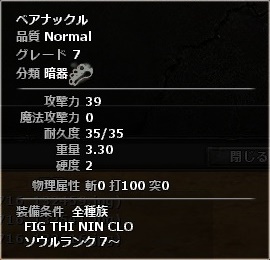 ベアナックル
品質 Normal
グレード 7
分類 暗器
攻撃力 39
魔法攻撃力 0
耐久度 35/35
重量 3.30
硬度 2
物理属性 斬0 打100 突0
装備条件 全種族
FIG THI NIN CLO
ソウルランク 7～
閉じる